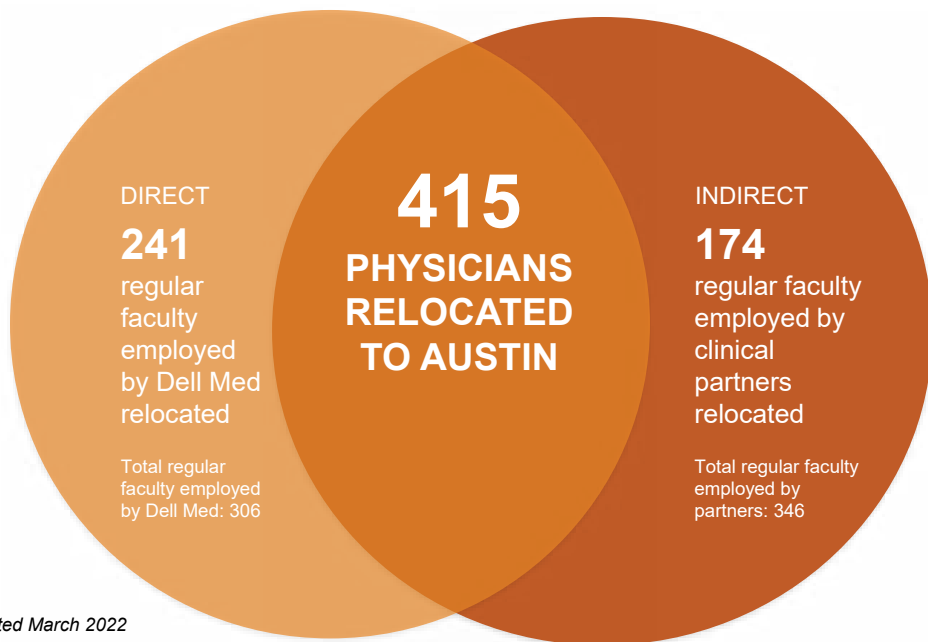 DIRECT
241
regular
faculty
employed
by Dell Med
relocated
Total regular
faculty employed
by Dell Med: 306
415
PHYSICIANS
RELOCATED
TO AUSTIN
INDIRECT
174
regular faculty
employed by
clinical
partners
relocated
Total regular faculty
employed by
partners: 346
March 2022